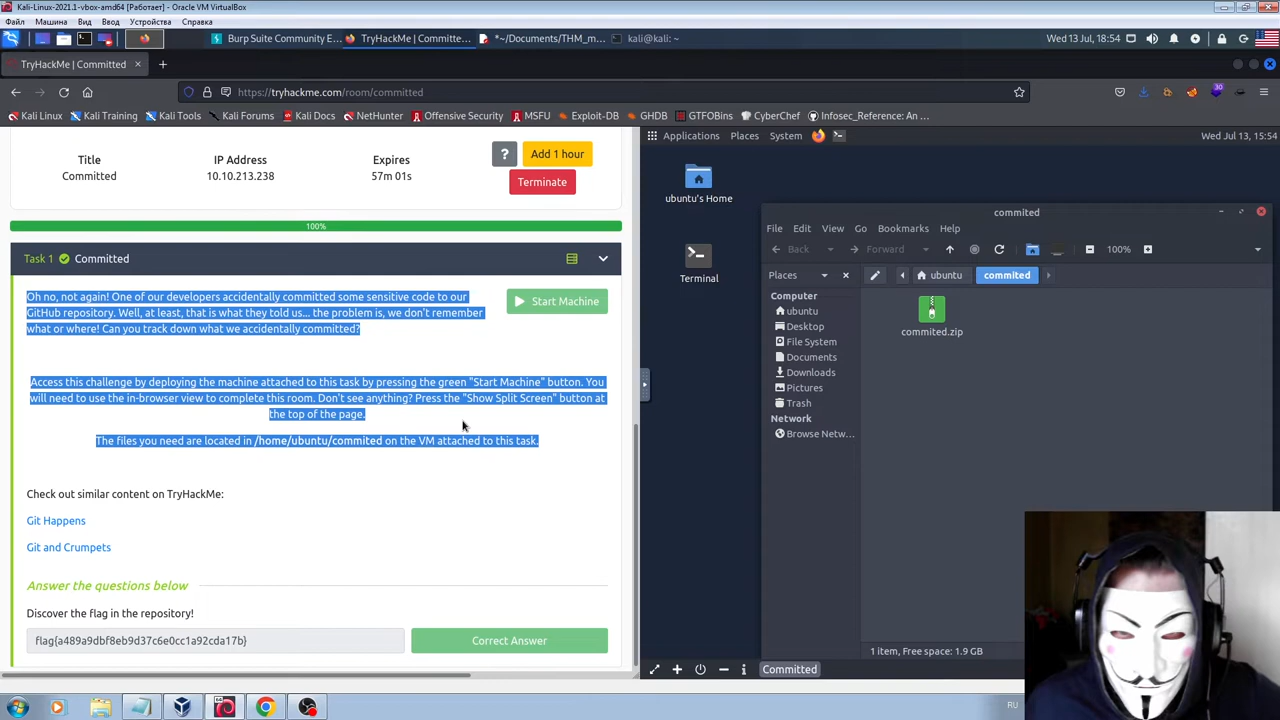 Kali-Linux-2021.1-vbox-amd64 [Работает] - Oracle VM VirtualBox
Файл Машина Вид Ввод Устройства Справка
Burp Suite Community E... TryHackMe | Committe... *~/Documents/THM_m... kali@kali: ~ Wed 13 Jul, 18:54
TryHackMe | Committed
https://tryhackme.com/room/committed
30
Kali Linux Kali Training Kali Tools Kali Forums Kali Docs NetHunter Offensive Security MSFU Exploit-DB GHDB GTFOBins CyberChef Infosec_Reference: An ...
Title IP Address Expires ? Add 1 hour
Committed 10.10.213.238 57m 01s Terminate
100%
Task 1 Committed
Oh no, not again! One of our developers accidentally committed some sensitive code to our
GitHub repository. Well, at least, that is what they told us... the problem is, we don't remember
what or where! Can you track down what we accidentally committed?
Start Machine
Access this challenge by deploying the machine attached to this task by pressing the green "Start Machine" button. You
will need to use the in-browser view to complete this room. Don't see anything? Press the "Show Split Screen" button at
the top of the page.
The files you need are located in /home/ubuntu/commited on the VM attached to this task.
Check out similar content on TryHackMe:
Git Happens
Git and Crumpets
Answer the questions below
Discover the flag in the repository!
flag{a489a9dbf8eb9d37c6e0cc1a92cda17b} Correct Answer
Applications Places System Wed Jul 13, 15:54
ubuntu's Home
Terminal
commited
File Edit View Go Bookmarks Help
Back Forward 100%
Places ubuntu commited
Computer
ubuntu
Desktop
File System
Documents
Downloads
Pictures
Trash
Network
Browse Netw...
commited.zip
1 item, Free space: 1.9 GB
Committed
RU